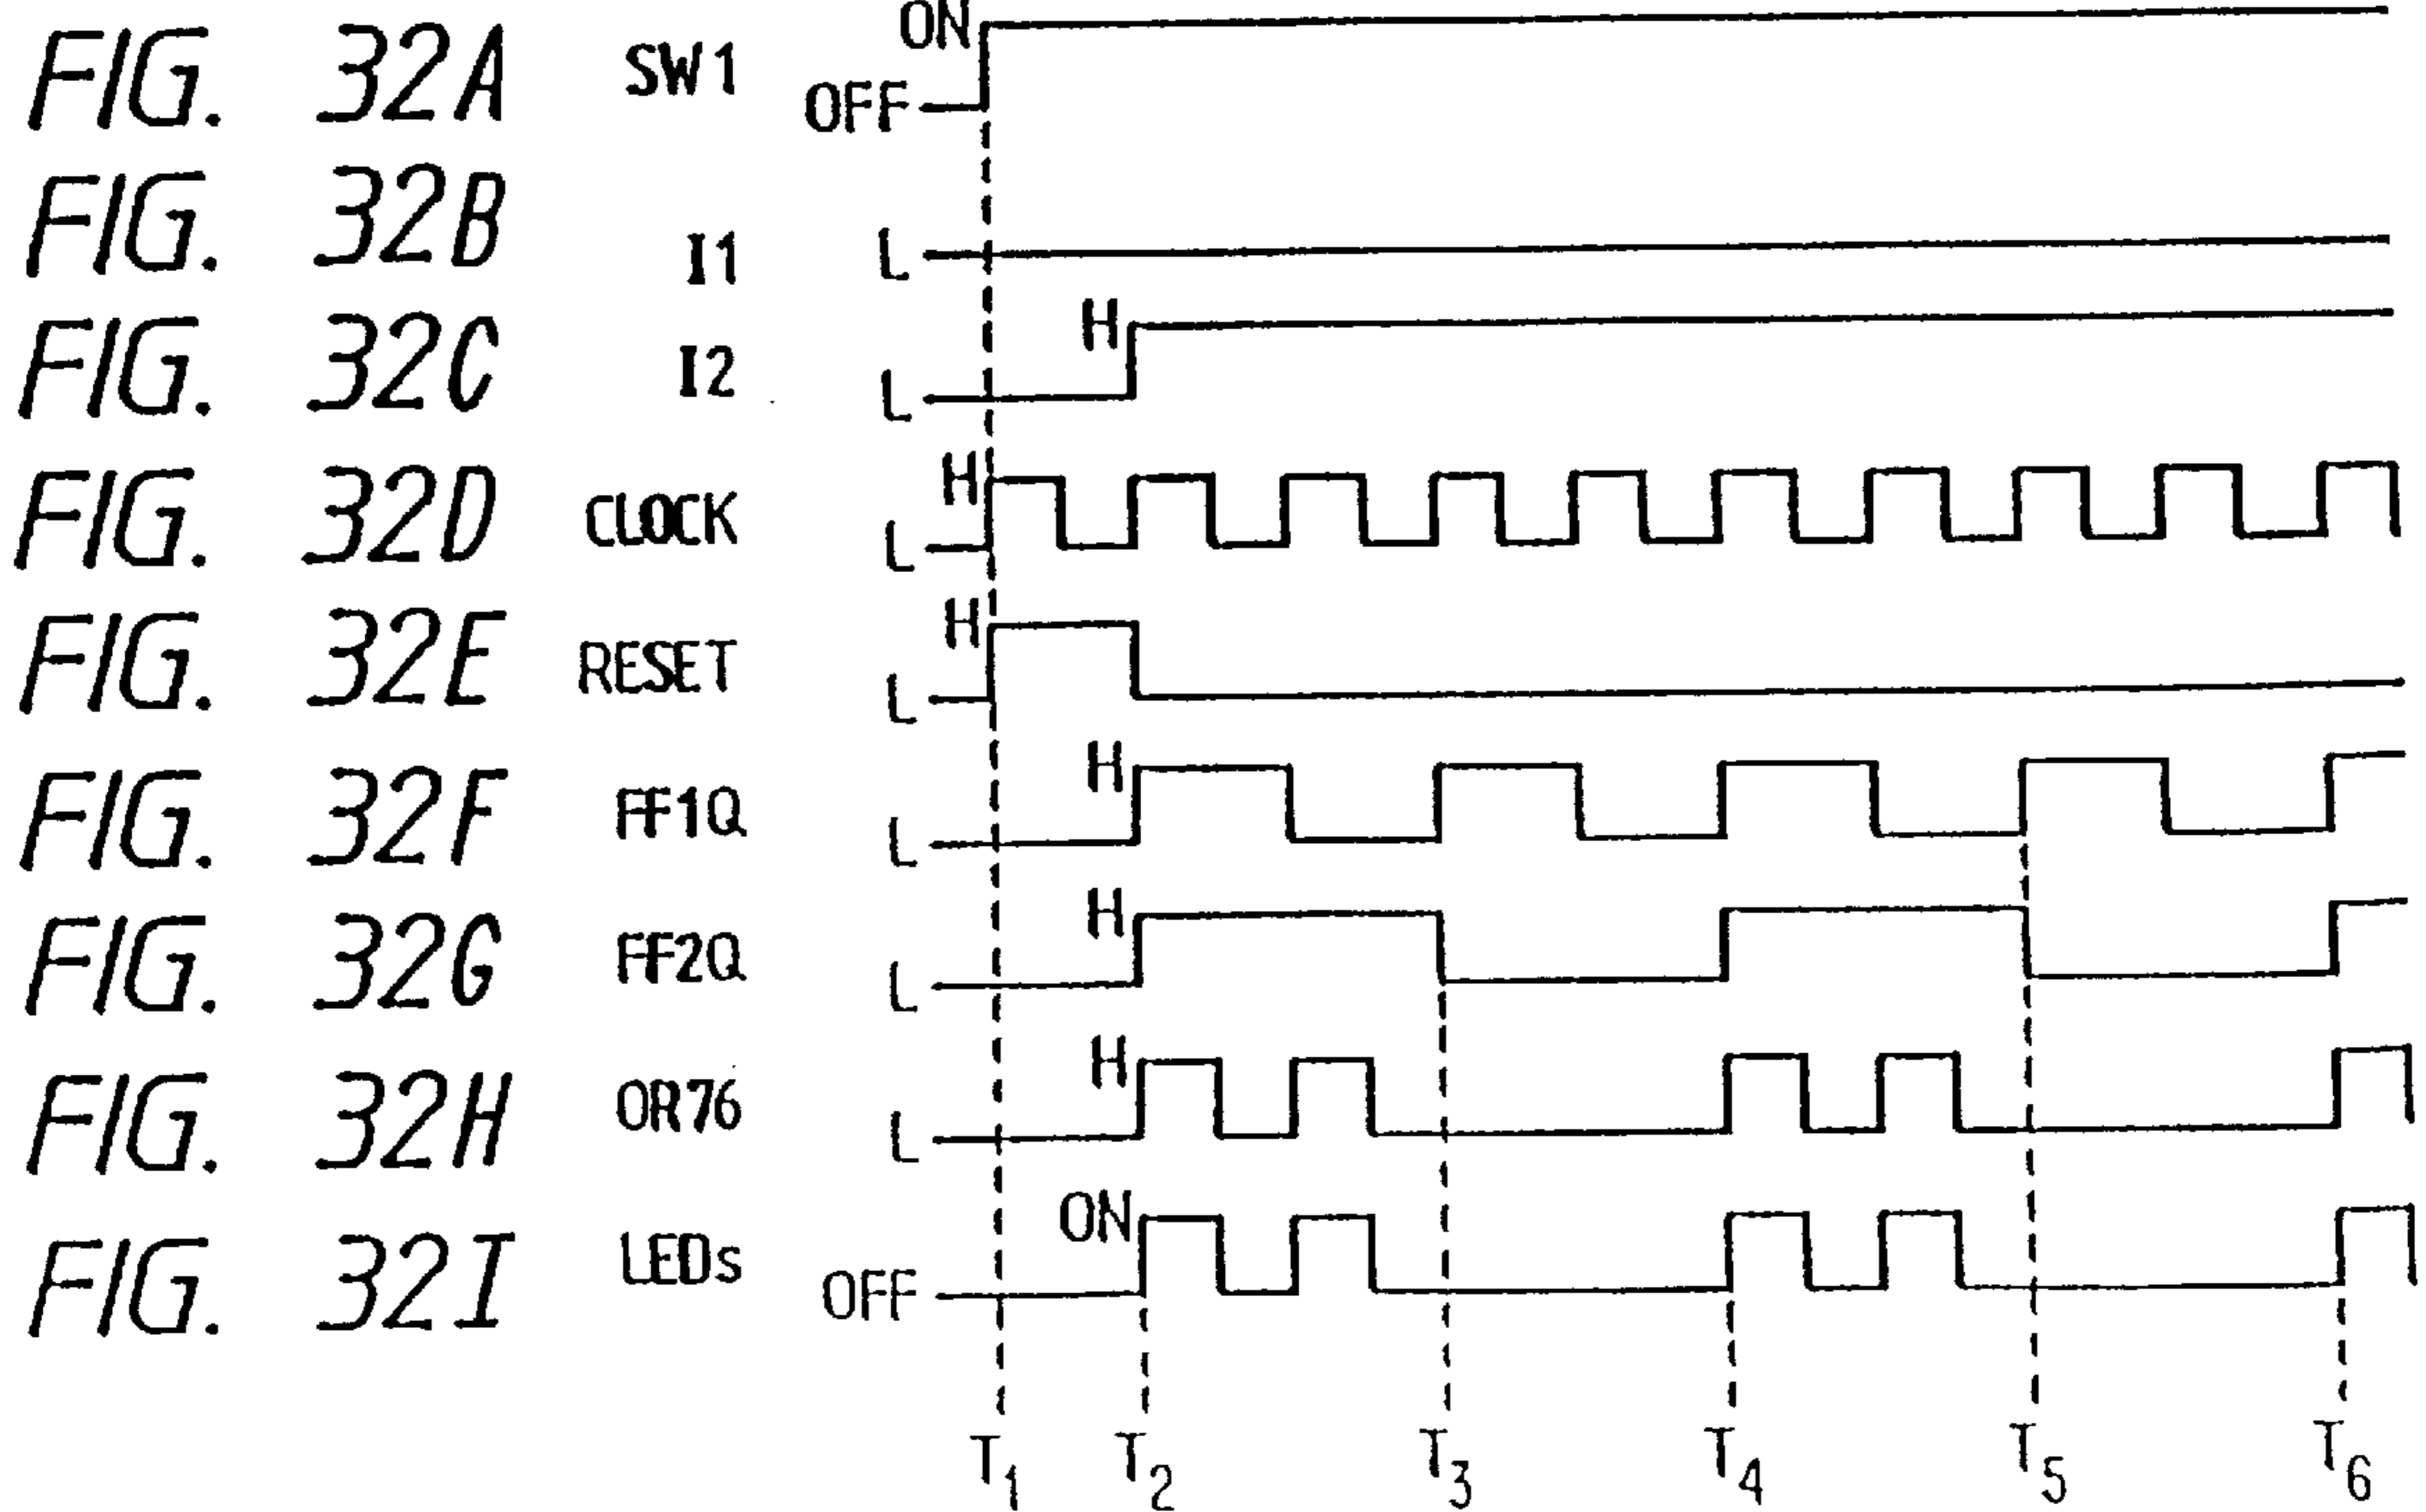 FIG. 32A SW1 ON
OFF
FIG. 32B I1 L
FIG. 32C I2 H
L
FIG. 32D CLOCK H
L
FIG. 32E RESET H
L
FIG. 32F FF1Q H
L
FIG. 32G FF2Q H
L
FIG. 32H OR76 H
L
FIG. 32I LEDs ON
OFF
T1 T2 T3 T4 T5 T6